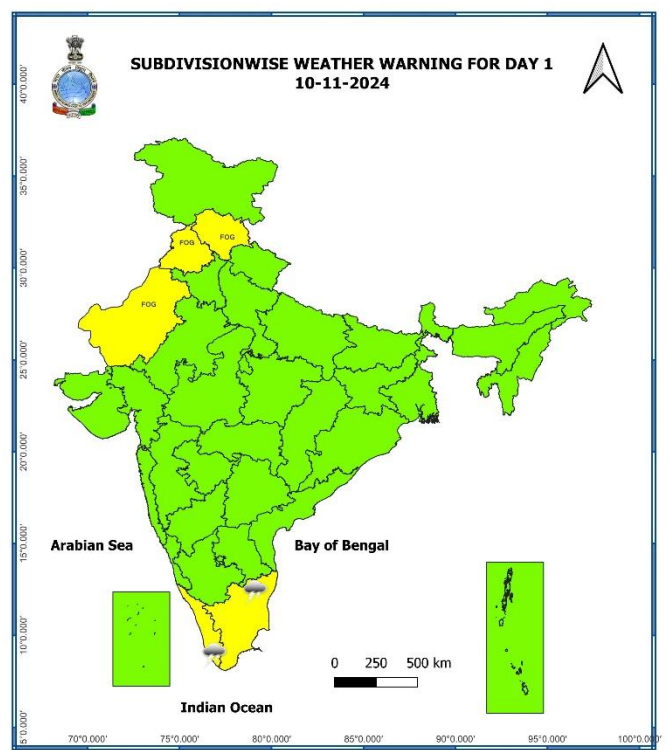 SUBDIVISIONWISE WEATHER WARNING FOR DAY 1
10-11-2024
40°0.000'
35°0.000'
FOG
FOG
30°0.000'
FOG
25°0.000'
20°0.000'
15°0.000'
Arabian Sea
Bay of Bengal
10°0.000'
0 250 500 km
Indian Ocean
5°0.000'
70°0.000' 75°0.000' 80°0.000' 85°0.000' 90°0.000' 95°0.000' 100°0.000'